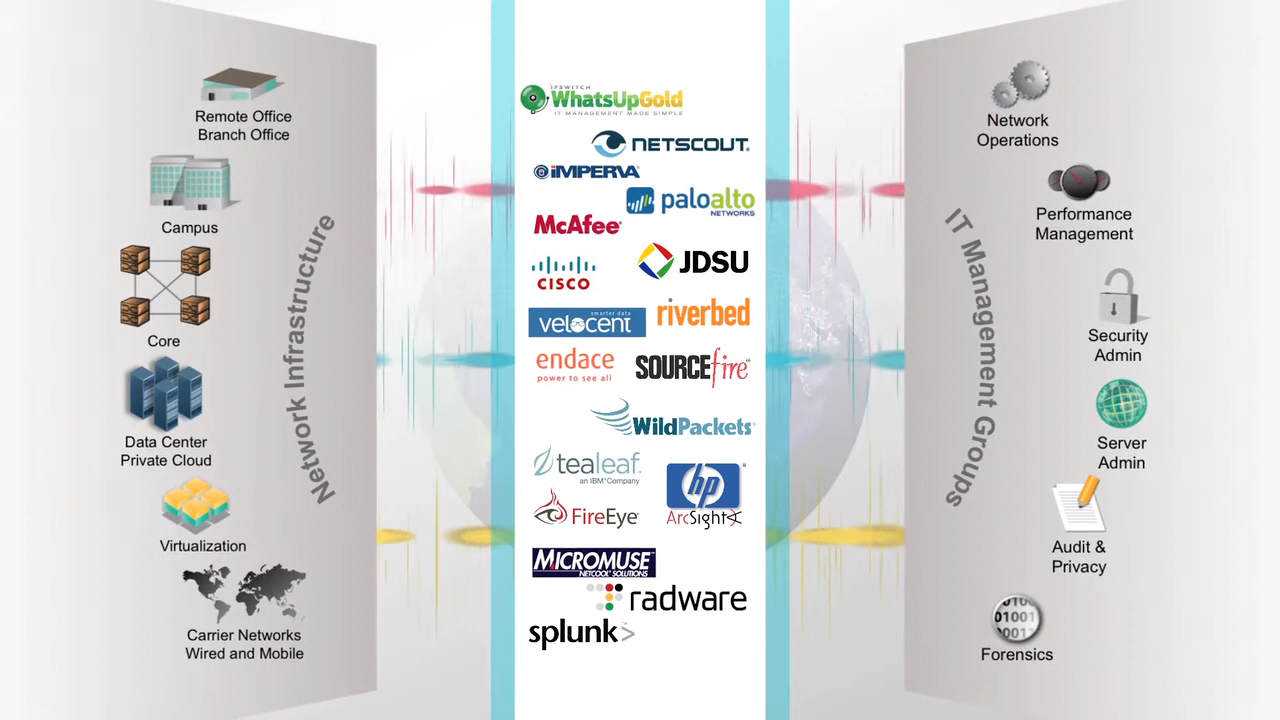 Remote Office
Branch Office
Campus
Core
Data Center
Private Cloud
Virtualization
Carrier Networks
Wired and Mobile
Network Infrastructure
IPSWITCH
WhatsUpGold
IT MANAGEMENT MADE SIMPLE
NETSCOUT.
iMPERVA
paloalto
NETWORKS
McAfee
CISCO
JDSU
smarter data
velocent
riverbed
endace
power to see all
SOURCEfire
WildPackets
tealeaf
an IBM Company
hp
ArcSight
FireEye
MICROMUSE
NETCOOL SOLUTIONS
radware
splunk>
IT Management Groups
Network
Operations
Performance
Management
Security
Admin
Server
Admin
Audit &
Privacy
0100
01001
00011
Forensics